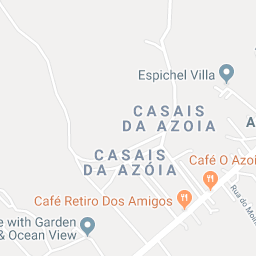 Espichel Villa
CASAIS
DA AZOIA
A
CASAIS
DA AZÓIA
Café O Azoi
Café Retiro Dos Amigos
Rua do Moin
e with Garden
& Ocean View